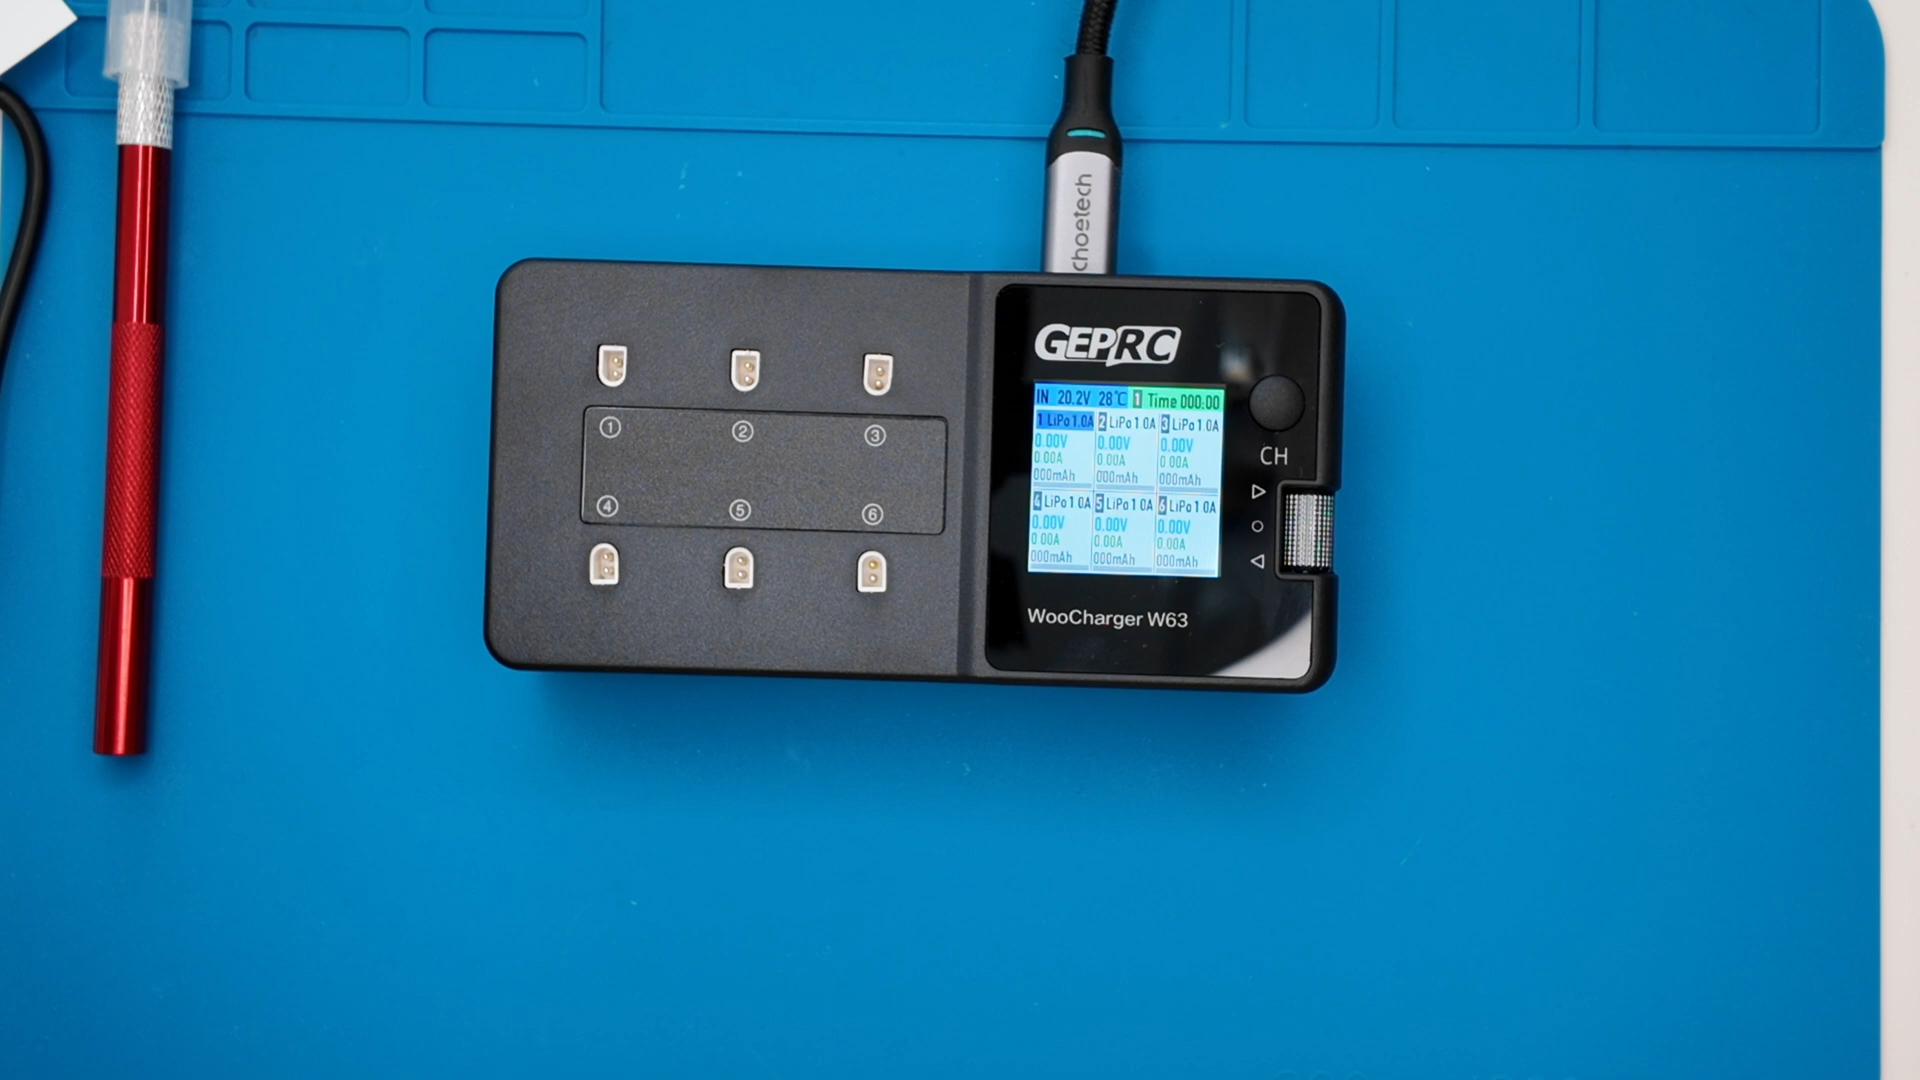 choetech
GEPRC
IN 20.2V 28℃ 1 Time 000:00
1 LiPo 1.0A 2 LiPo 1.0A 3 LiPo 1.0A
0.00V 0.00V 0.00V
0.00A 0.00A 0.00A
000mAh 000mAh 000mAh
4 LiPo 1.0A 5 LiPo 1.0A 6 LiPo 1.0A
0.00V 0.00V 0.00V
0.00A 0.00A 0.00A
000mAh 000mAh 000mAh
CH
WooCharger W63
① ② ③
④ ⑤ ⑥